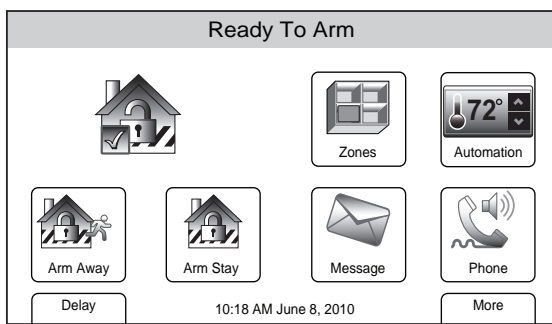 Ready To Arm
72°
Zones
Automation
Arm Away
Arm Stay
Message
Phone
Delay
10:18 AM June 8, 2010
More